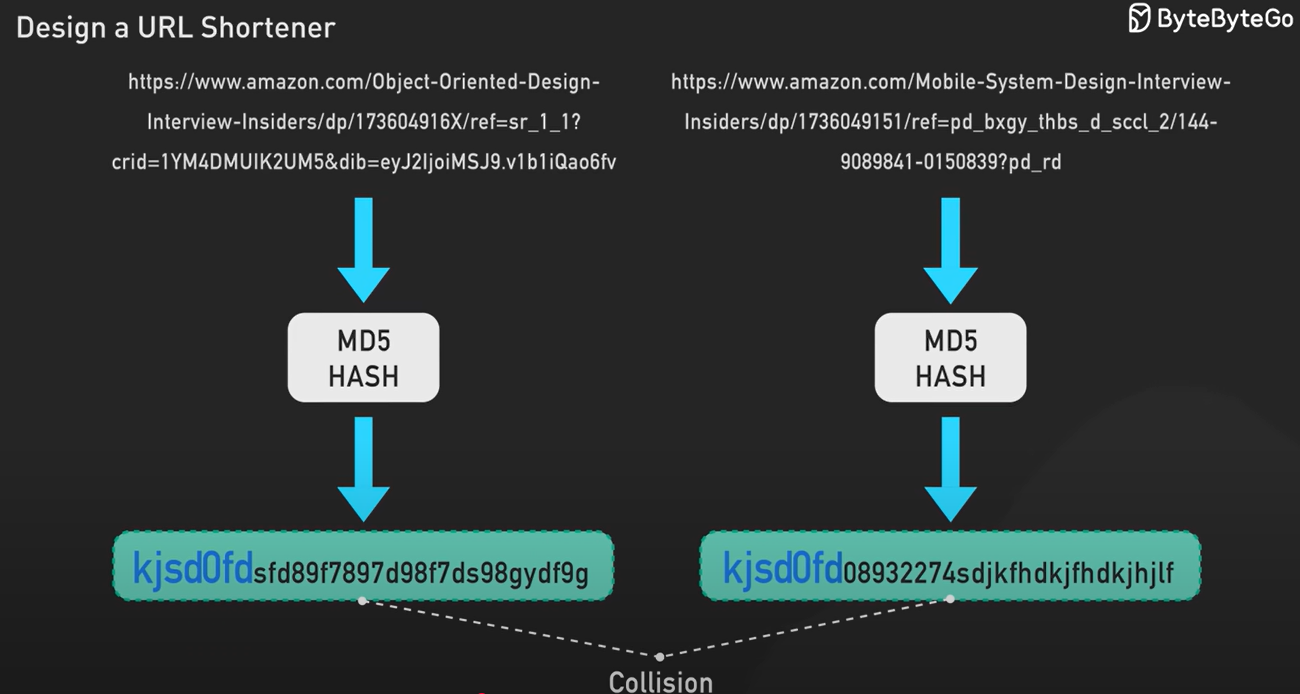 Design a URL Shortener
ByteByteGo
https://www.amazon.com/Object-Oriented-Design-
Interview-Insiders/dp/173604916X/ref=sr_1_1?
crid=1YM4DMUIK2UM5&dib=eyJ2IjoiMSJ9.v1b1iQao6fv
https://www.amazon.com/Mobile-System-Design-Interview-
Insiders/dp/1736049151/ref=pd_bxgy_thbs_d_sccl_2/144-
9089841-0150839?pd_rd
MD5
HASH
MD5
HASH
kjsd0fdsfd89f7897d98f7ds98gydf9g
kjsd0fd08932274sdjkfhdkjfhdkjhjlf
Collision